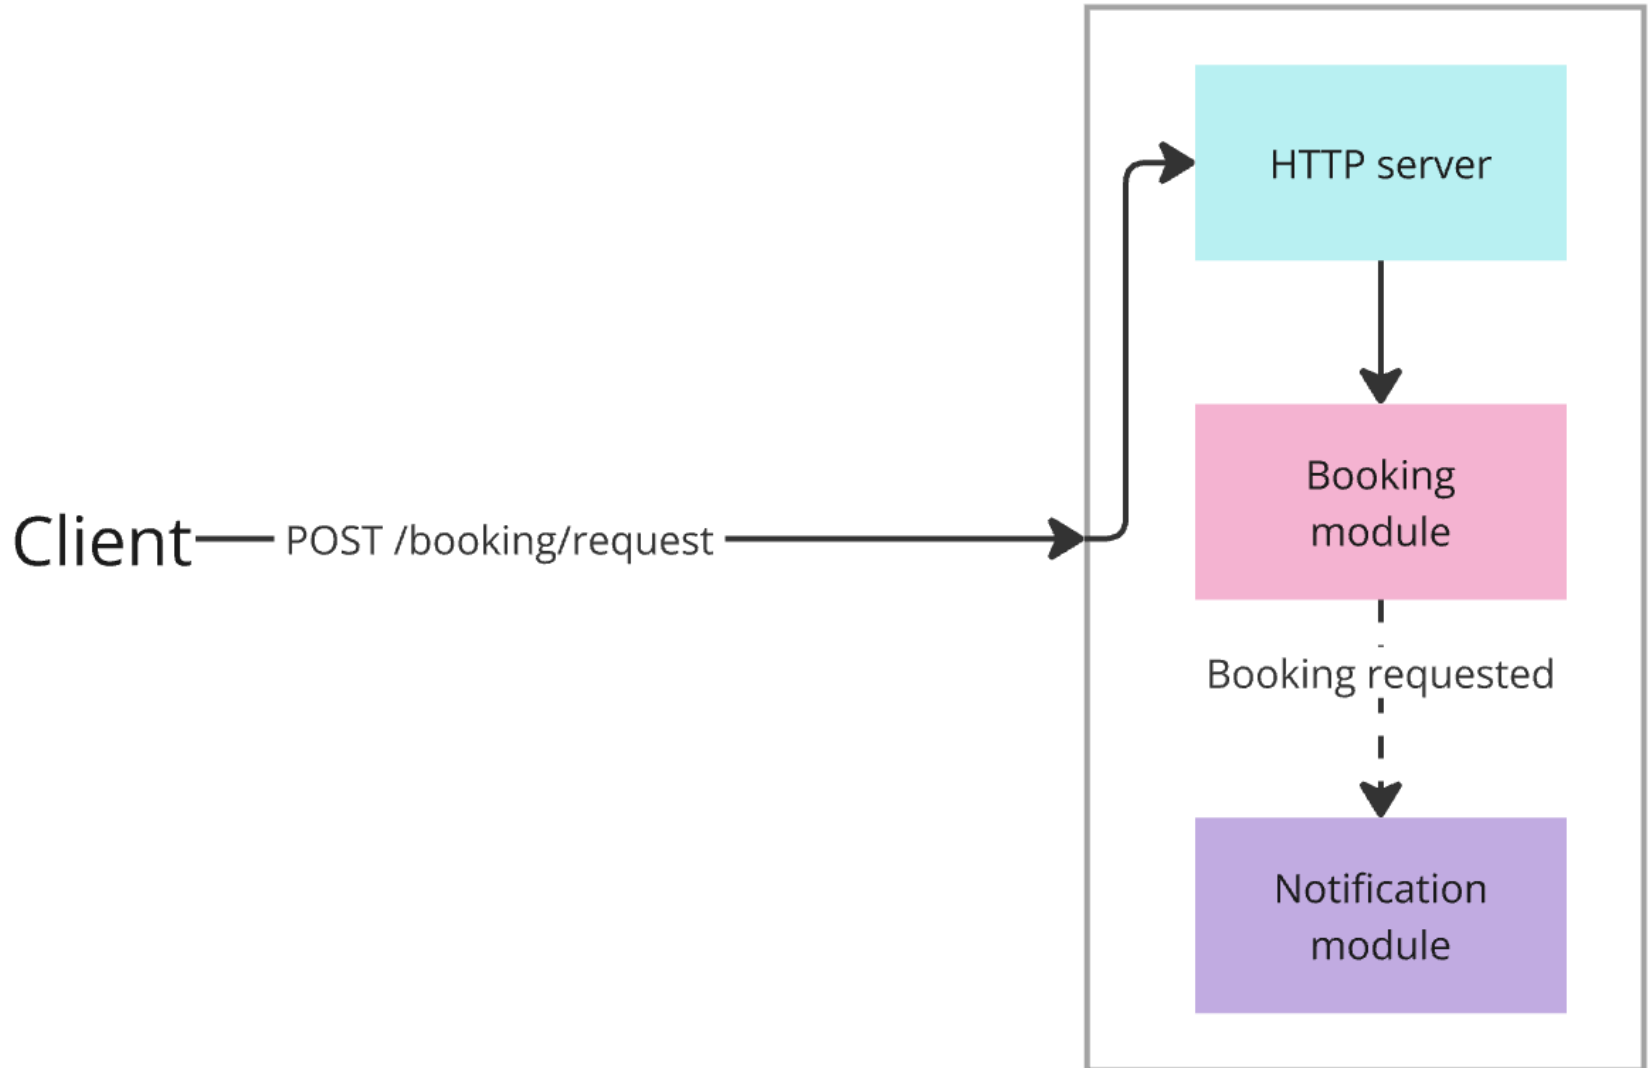 HTTP server
Booking
module
Client
POST /booking/request
Booking requested
Notification
module